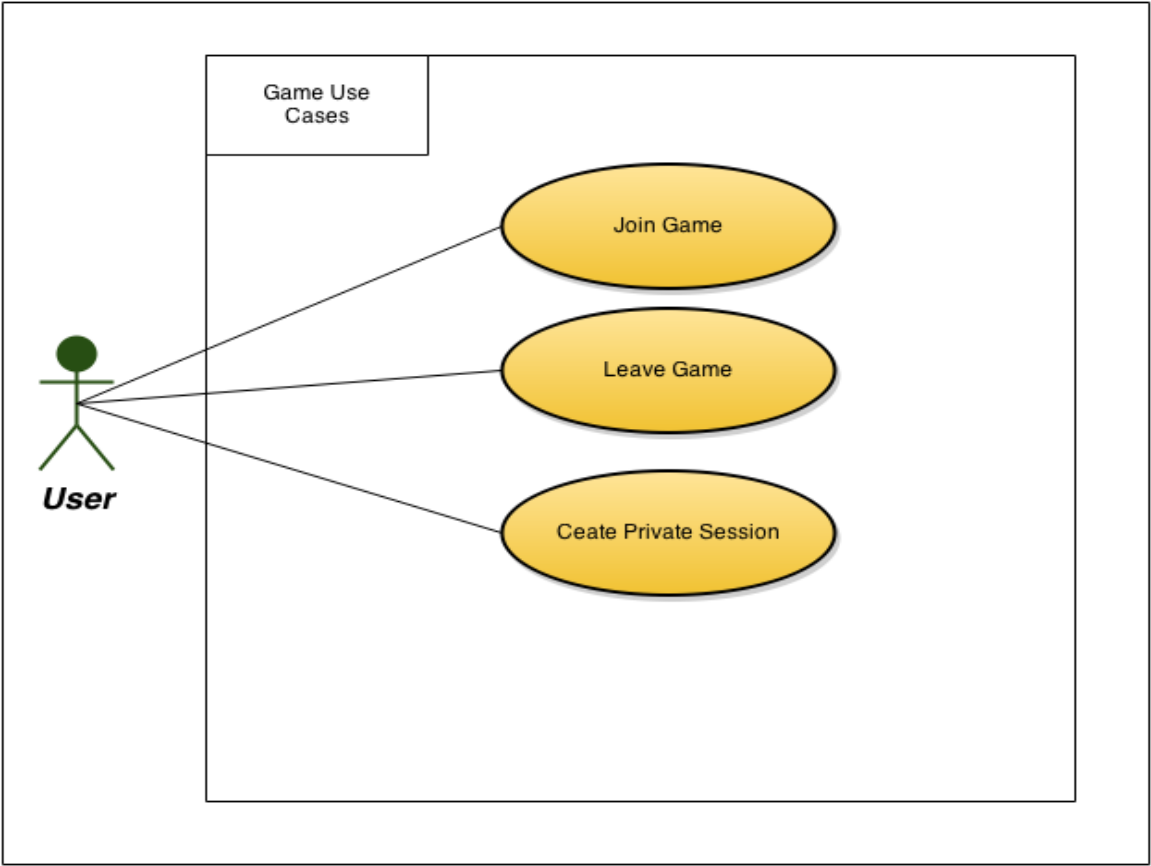 Game Use
Cases
Join Game
Leave Game
User
Ceate Private Session